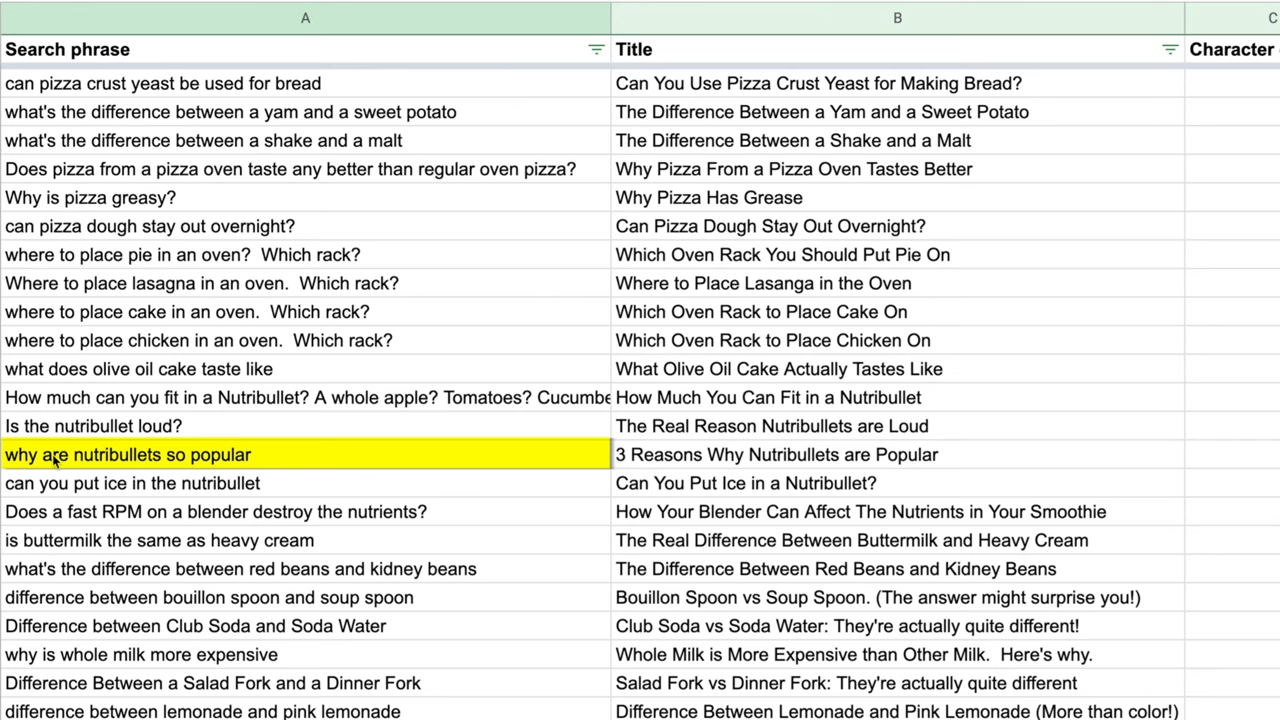 A B C
Search phrase Title Character
can pizza crust yeast be used for bread Can You Use Pizza Crust Yeast for Making Bread?
what's the difference between a yam and a sweet potato The Difference Between a Yam and a Sweet Potato
what's the difference between a shake and a malt The Difference Between a Shake and a Malt
Does pizza from a pizza oven taste any better than regular oven pizza? Why Pizza From a Pizza Oven Tastes Better
Why is pizza greasy? Why Pizza Has Grease
can pizza dough stay out overnight? Can Pizza Dough Stay Out Overnight?
where to place pie in an oven?  Which rack? Which Oven Rack You Should Put Pie On
Where to place lasagna in an oven.  Which rack? Where to Place Lasanga in the Oven
where to place cake in an oven.  Which rack? Which Oven Rack to Place Cake On
where to place chicken in an oven.  Which rack? Which Oven Rack to Place Chicken On
what does olive oil cake taste like What Olive Oil Cake Actually Tastes Like
How much can you fit in a Nutribullet? A whole apple? Tomatoes? Cucumbe How Much You Can Fit in a Nutribullet
Is the nutribullet loud? The Real Reason Nutribullets are Loud
why are nutribullets so popular 3 Reasons Why Nutribullets are Popular
can you put ice in the nutribullet Can You Put Ice in a Nutribullet?
Does a fast RPM on a blender destroy the nutrients? How Your Blender Can Affect The Nutrients in Your Smoothie
is buttermilk the same as heavy cream The Real Difference Between Buttermilk and Heavy Cream
what's the difference between red beans and kidney beans The Difference Between Red Beans and Kidney Beans
difference between bouillon spoon and soup spoon Bouillon Spoon vs Soup Spoon. (The answer might surprise you!)
Difference between Club Soda and Soda Water Club Soda vs Soda Water: They're actually quite different!
why is whole milk more expensive Whole Milk is More Expensive than Other Milk.  Here's why.
Difference Between a Salad Fork and a Dinner Fork Salad Fork vs Dinner Fork: They're actually quite different
difference between lemonade and pink lemonade Difference Between Lemonade and Pink Lemonade (More than color!)